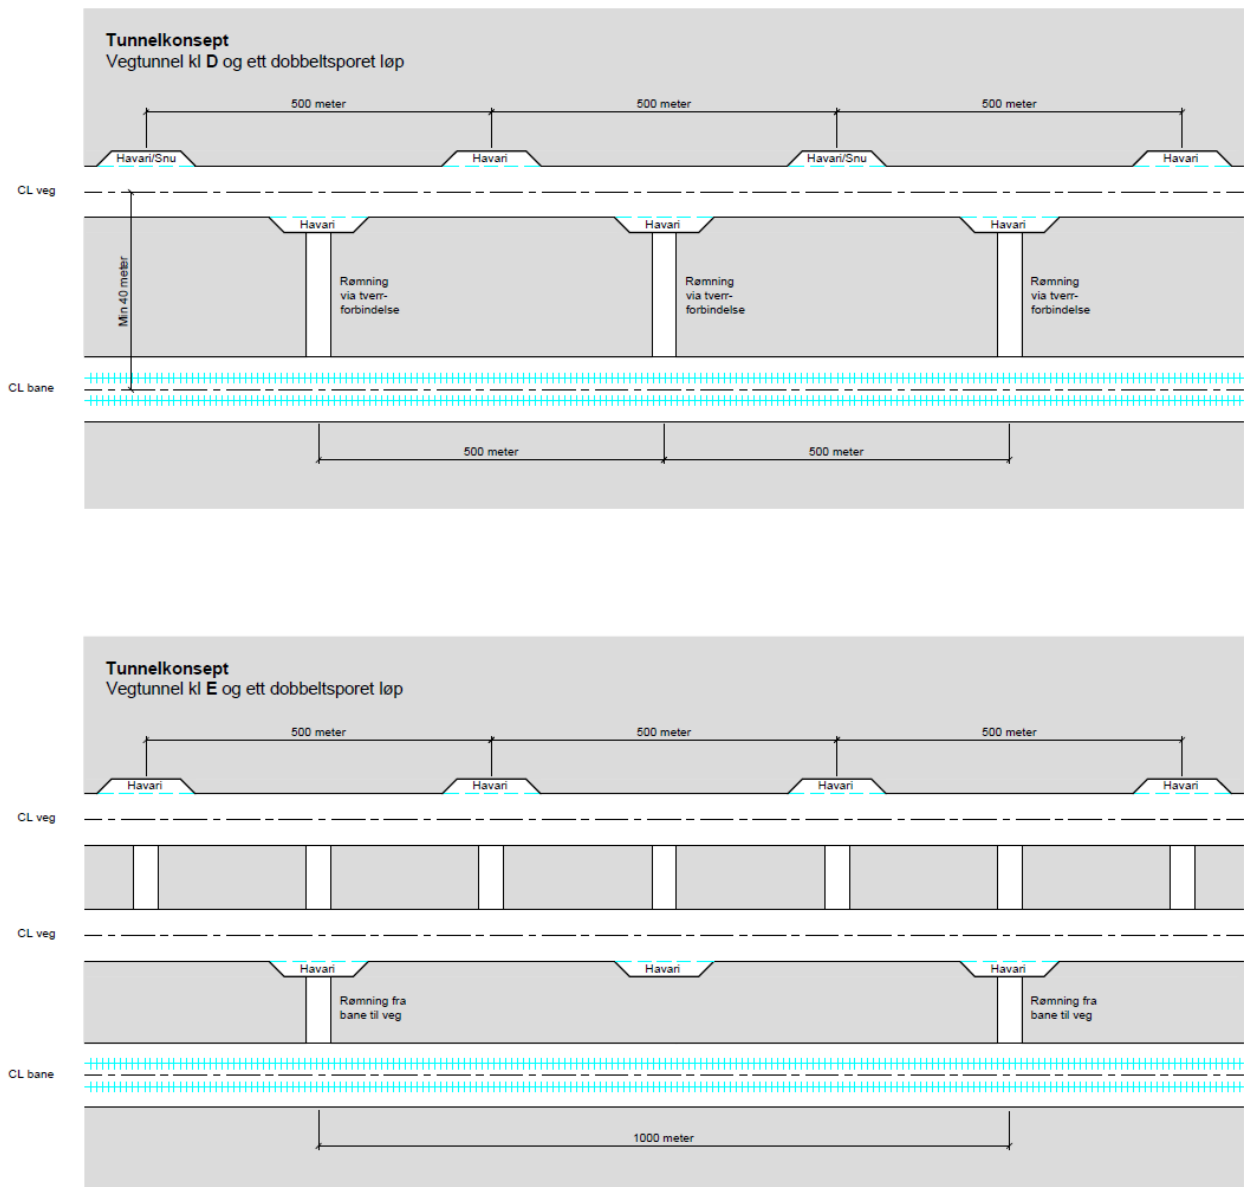 Tunnelkonsept
Vegtunnel kl D og ett dobbeltsporet løp
500 meter
500 meter
500 meter
Havari/Snu
Havari
Havari/Snu
Havari
CL veg
Havari
Havari
Havari
Min 40 meter
Rømning
via tverr-
forbindelse
Rømning
via tverr-
forbindelse
Rømning
via tverr-
forbindelse
CL bane
500 meter
500 meter
Tunnelkonsept
Vegtunnel kl E og ett dobbeltsporet løp
500 meter
500 meter
500 meter
Havari
Havari
Havari
Havari
CL veg
CL veg
Havari
Havari
Havari
Rømning fra
bane til veg
Rømning fra
bane til veg
CL bane
1000 meter